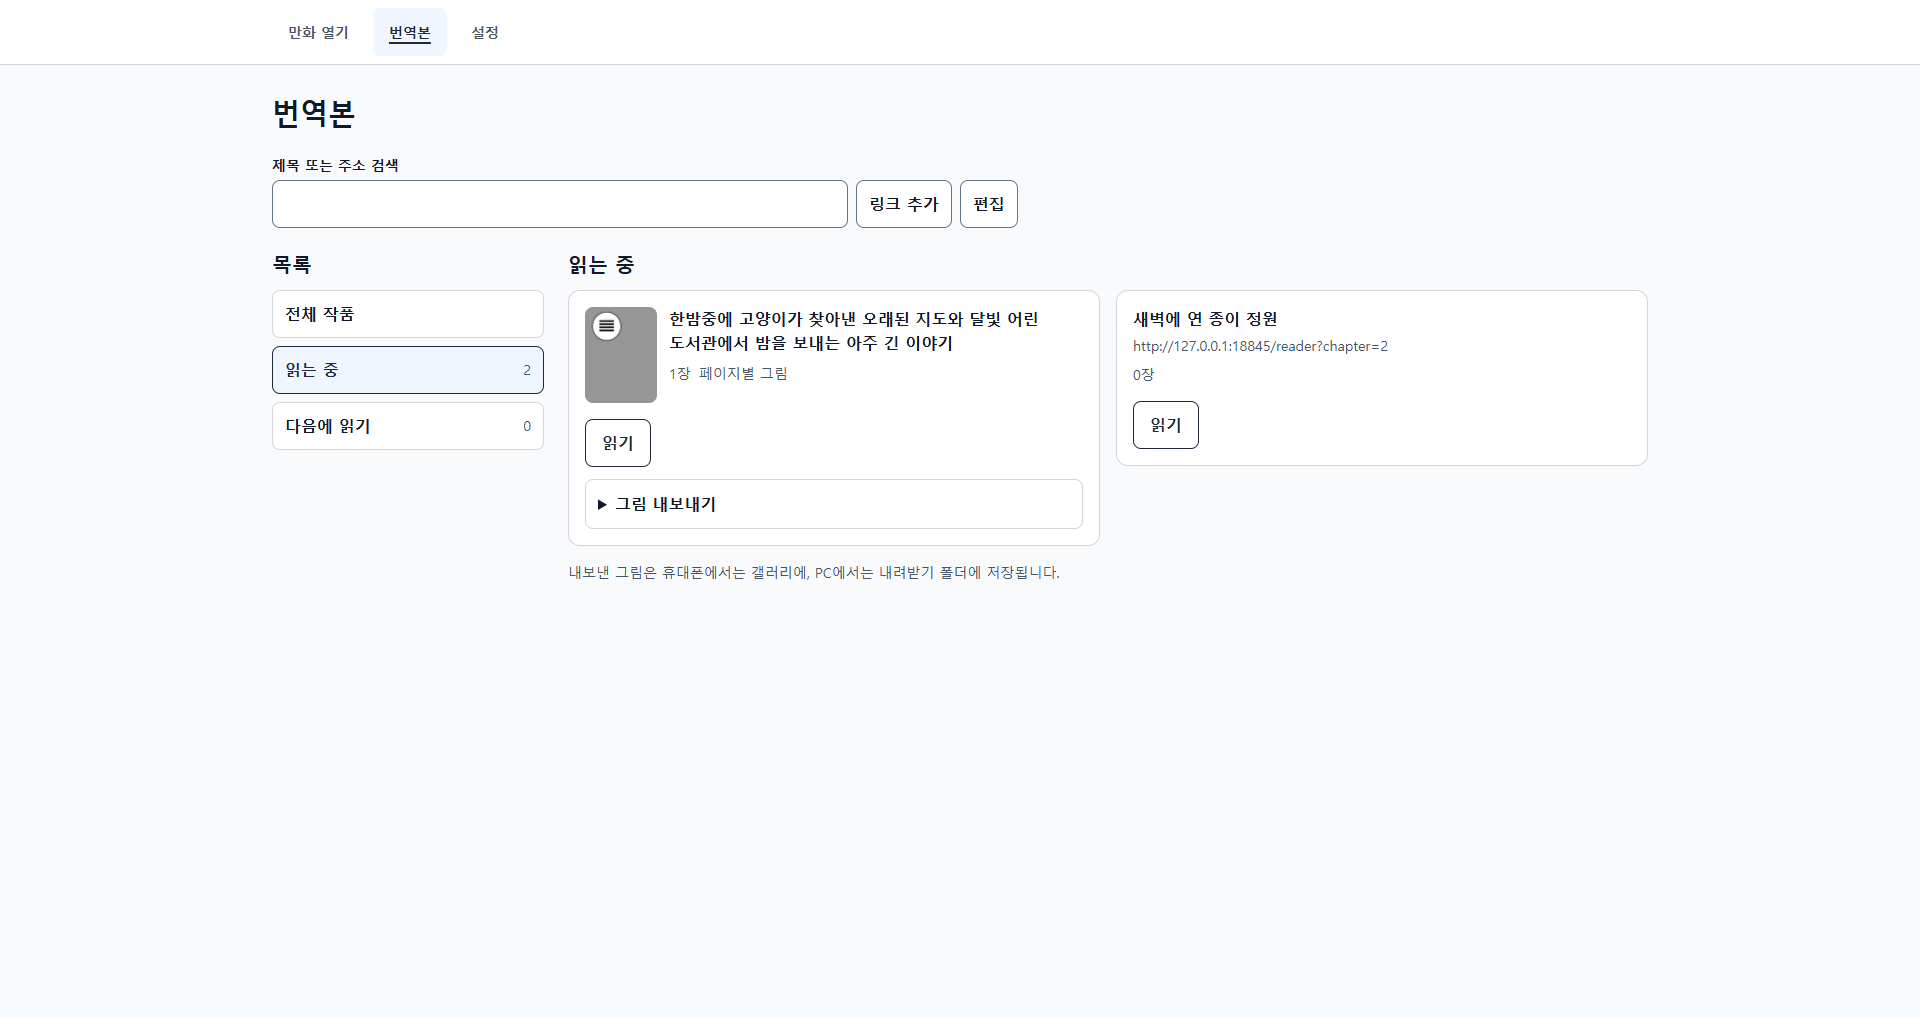 만화 열기
번역본
설정
번역본
제목 또는 주소 검색
링크 추가
편집
목록
전체 작품
읽는 중 2
다음에 읽기 0
읽는 중
한밤중에 고양이가 찾아낸 오래된 지도와 달빛 어린
도서관에서 밤을 보내는 아주 긴 이야기
1장 페이지별 그림
읽기
▶ 그림 내보내기
새벽에 연 종이 정원
http://127.0.0.1:18845/reader?chapter=2
0장
읽기
내보낸 그림은 휴대폰에서는 갤러리에, PC에서는 내려받기 폴더에 저장됩니다.